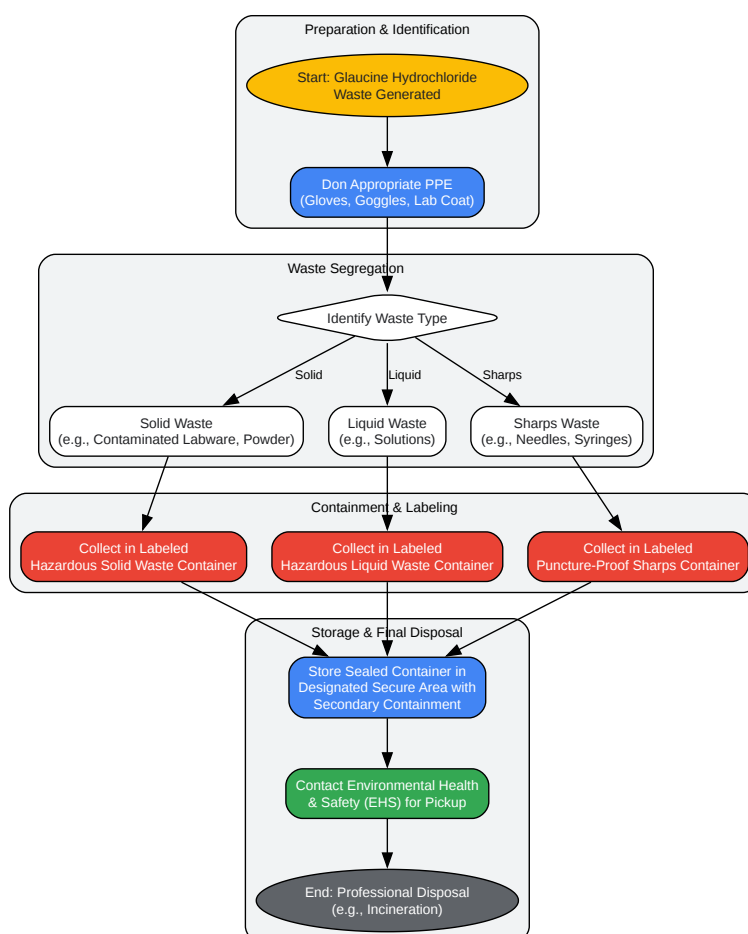 Preparation & Identification
Start: Glaucine Hydrochloride
Waste Generated
Don Appropriate PPE
(Gloves, Goggles, Lab Coat)
Waste Segregation
Identify Waste Type
Solid
Liquid
Sharps
Solid Waste
(e.g., Contaminated Labware, Powder)
Liquid Waste
(e.g., Solutions)
Sharps Waste
(e.g., Needles, Syringes)
Containment & Labeling
Collect in Labeled
Hazardous Solid Waste Container
Collect in Labeled
Hazardous Liquid Waste Container
Collect in Labeled
Puncture-Proof Sharps Container
Storage & Final Disposal
Store Sealed Container in
Designated Secure Area with
Secondary Containment
Contact Environmental Health
& Safety (EHS) for Pickup
End: Professional Disposal
(e.g., Incineration)